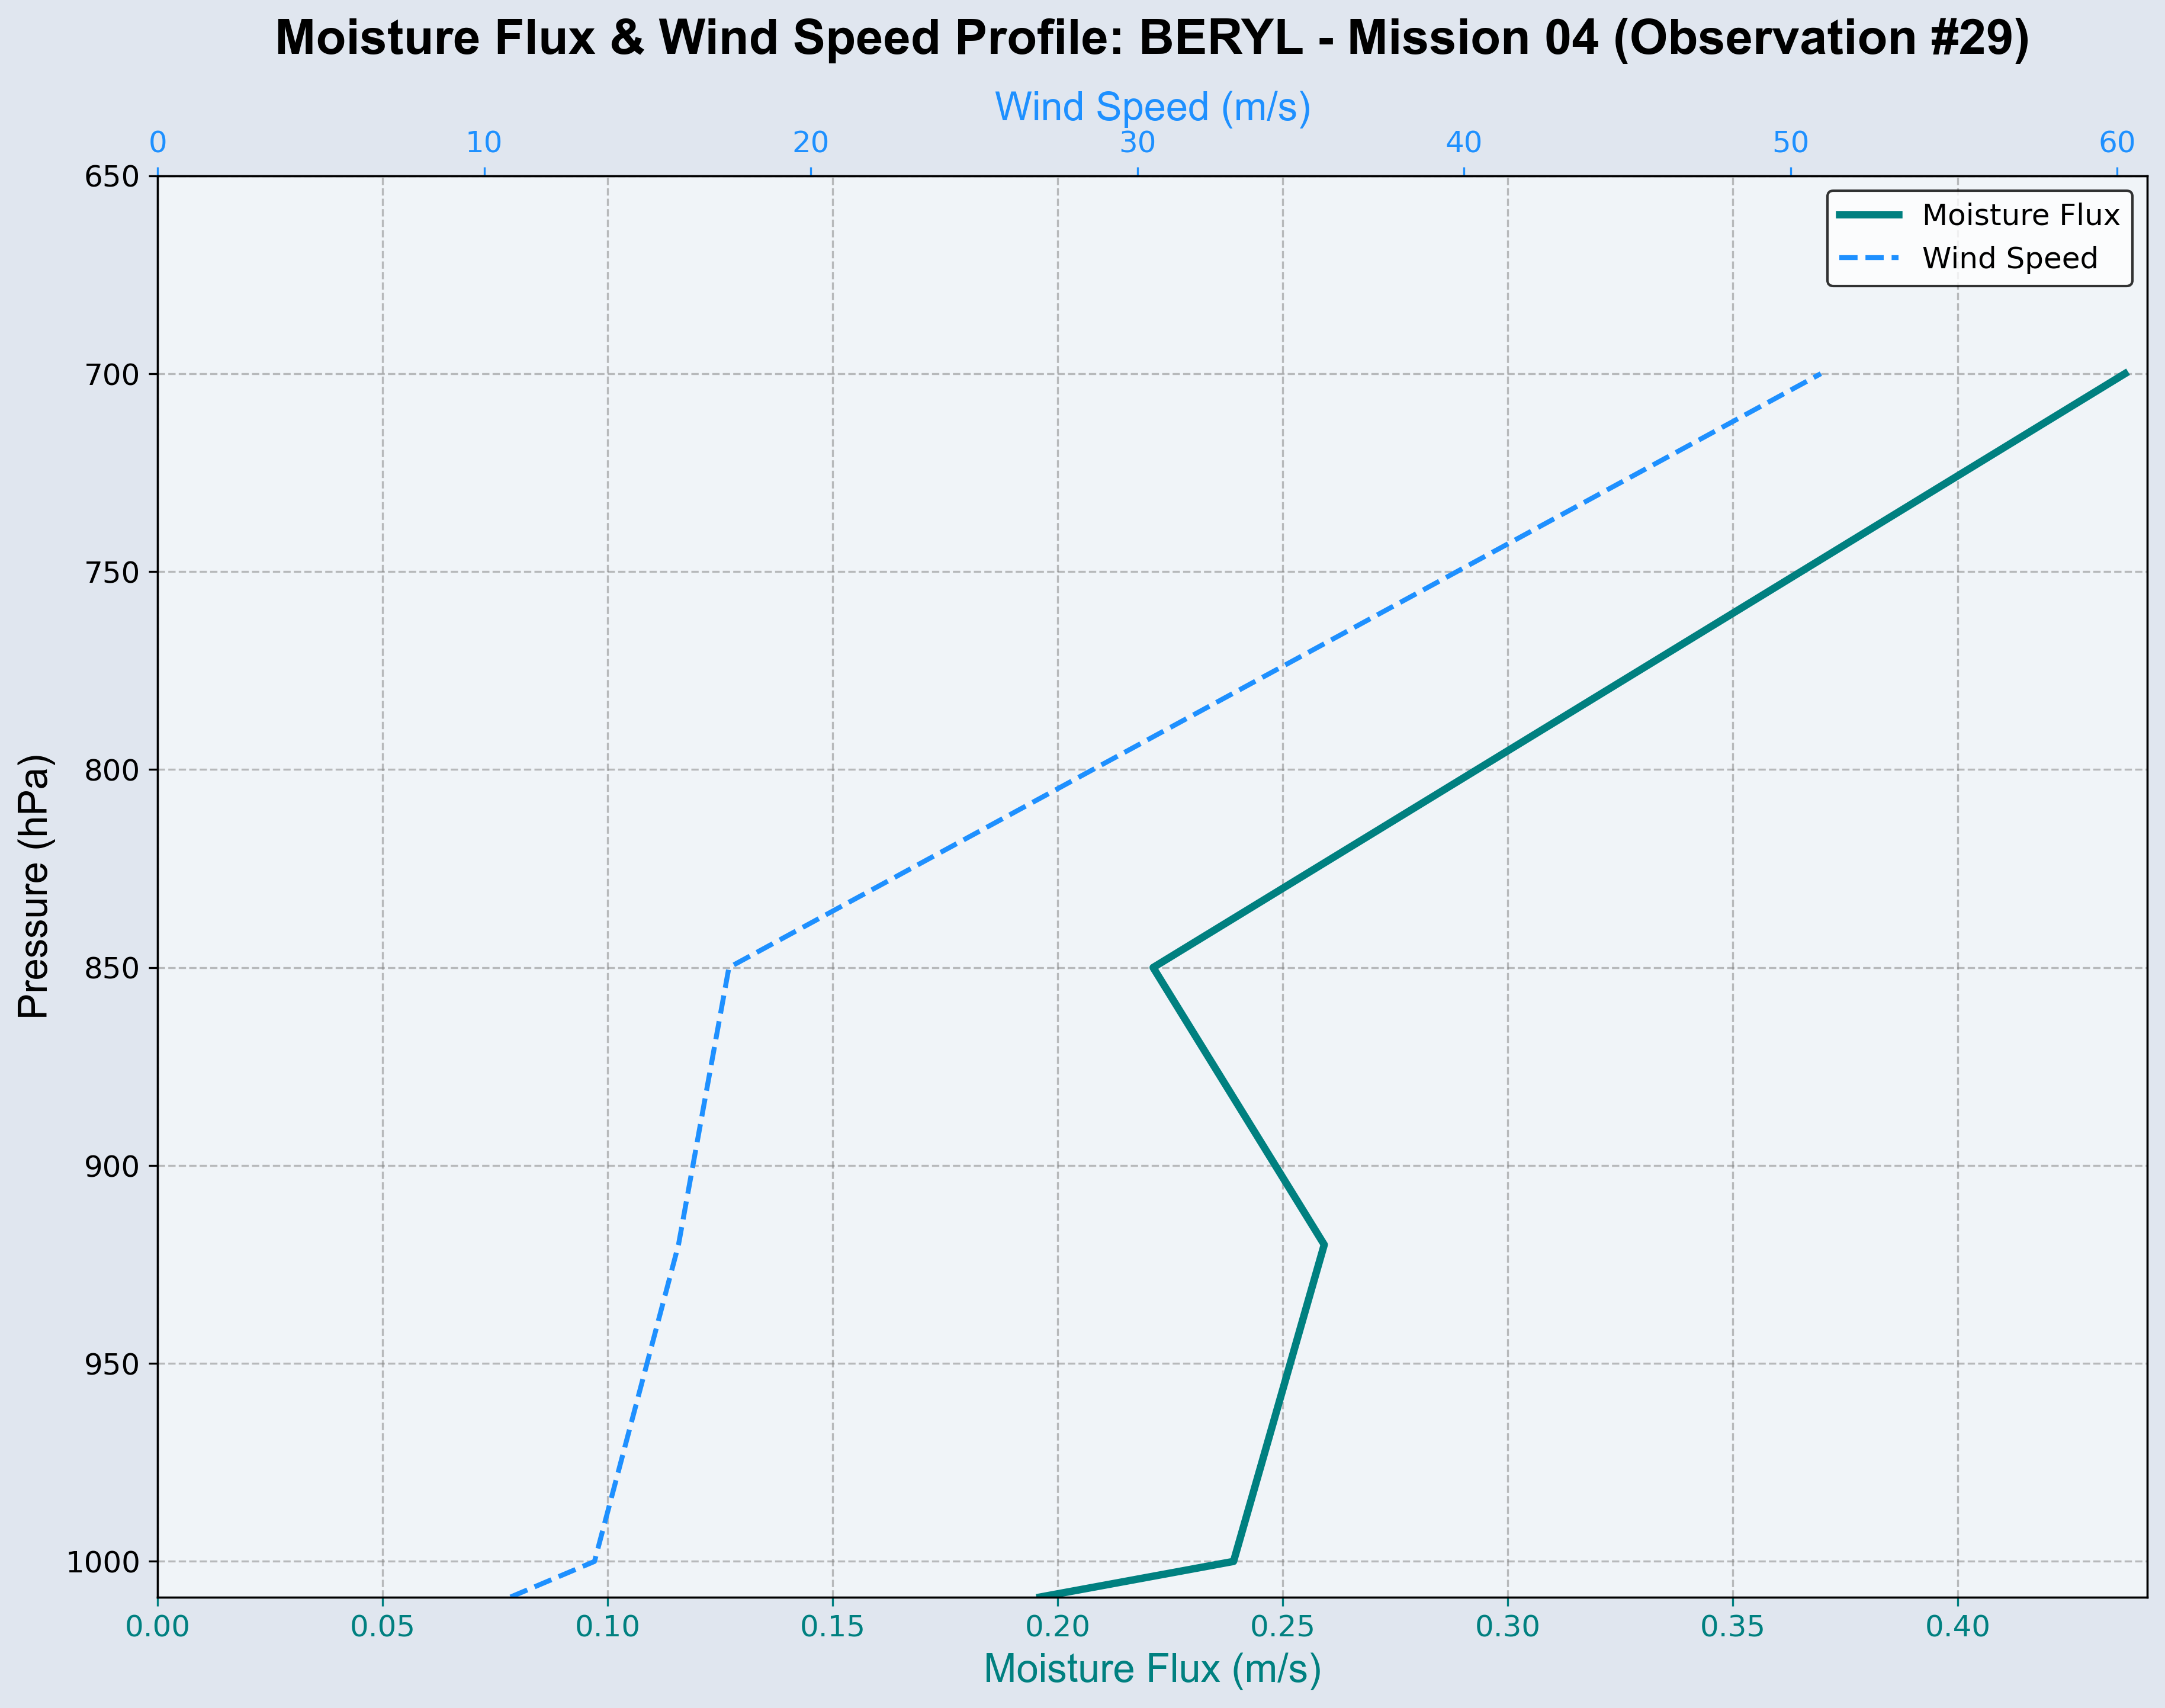 Moisture Flux & Wind Speed Profile: BERYL - Mission 04 (Observation #29)
Wind Speed (m/s)
0 10 20 30 40 50 60
Moisture Flux
Wind Speed
Pressure (hPa)
650
700
750
800
850
900
950
1000
0.00 0.05 0.10 0.15 0.20 0.25 0.30 0.35 0.40
Moisture Flux (m/s)